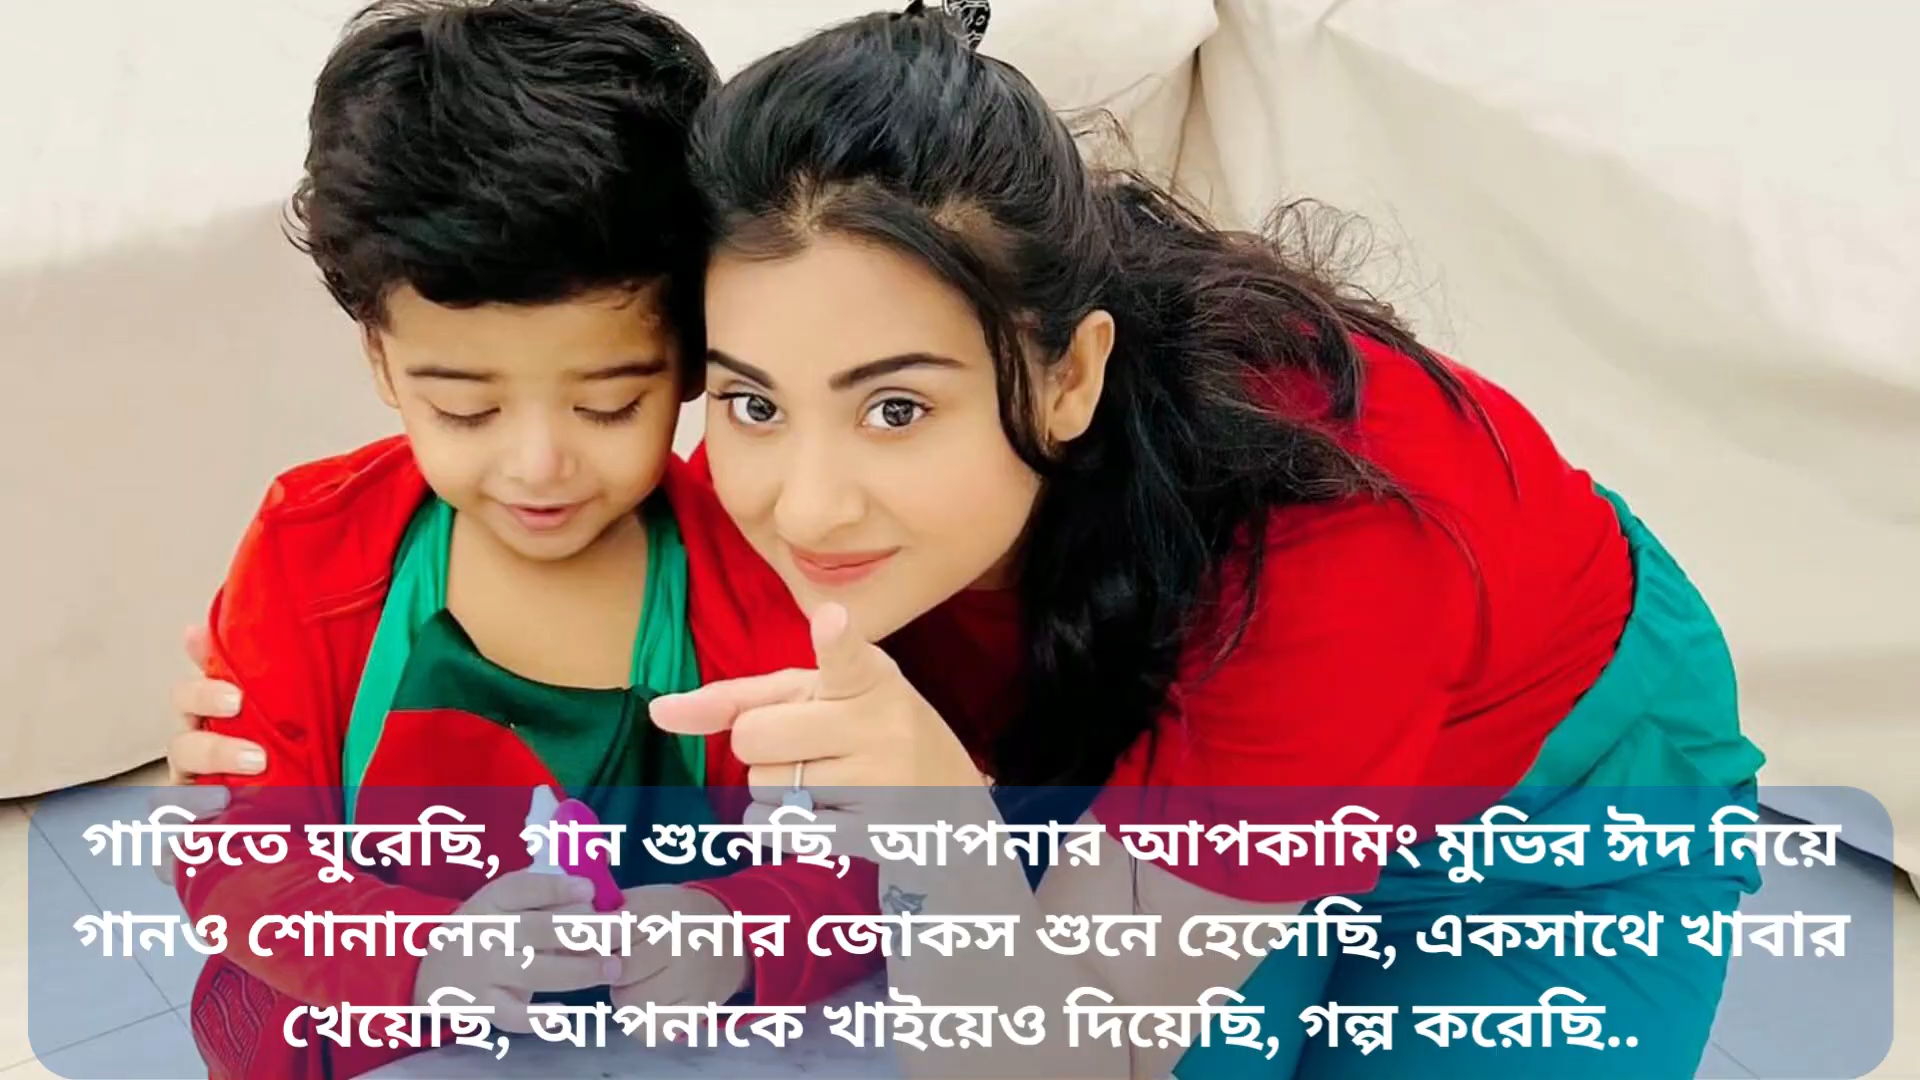 গাড়িতে ঘুরেছি, গান শুনেছি, আপনার আপকামিং মুভির ঈদ নিয়ে
গানও শোনালেন, আপনার জোকস শুনে হেসেছি, একসাথে খাবার
খেয়েছি, আপনাকে খাইয়েও দিয়েছি, গল্প করেছি..